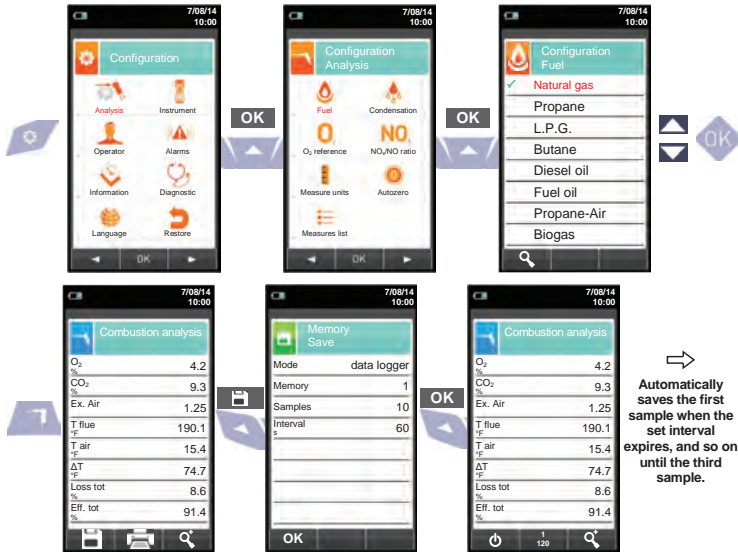 7/08/14
10:00
Configuration
Analysis
Instrument
Operator
Alarms
Information
Diagnostic
Language
Restore
OK
OK
7/08/14
10:00
Configuration
Analysis
Fuel
Condensation
O₂ reference
NOₓ/NO ratio
Measure units
Autozero
Measures list
OK
OK
7/08/14
10:00
Configuration
Fuel
Natural gas
Propane
L.P.G.
Butane
Diesel oil
Fuel oil
Propane-Air
Biogas
OK
7/08/14
10:00
Combustion analysis
O₂ % 4.2
CO₂ % 9.3
Ex. Air 1.25
T flue °F 190.1
T air °F 15.4
ΔT °F 74.7
Loss tot % 8.6
Eff. tot % 91.4
7/08/14
10:00
Memory
Save
Mode data logger
Memory 1
Samples 10
Interval s 60
OK
OK
7/08/14
10:00
Combustion analysis
O₂ % 4.2
CO₂ % 9.3
Ex. Air 1.25
T flue °F 190.1
T air °F 15.4
ΔT °F 74.7
Loss tot % 8.6
Eff. tot % 91.4
1
120
Automatically
saves the first
sample when the
set interval
expires, and so on
until the third
sample.